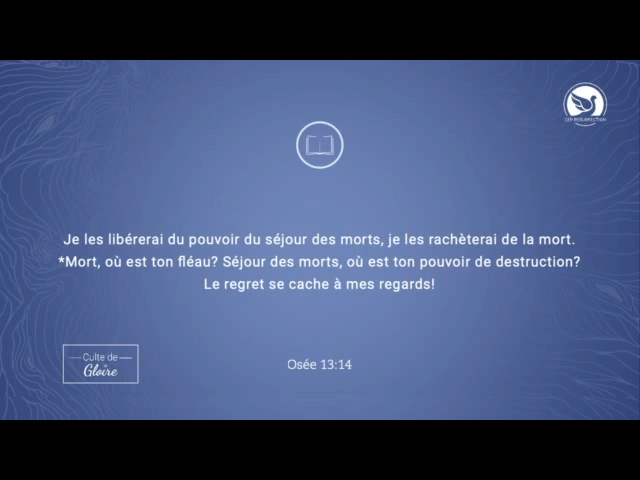 CEP RESURRECTION
Je les libérerai du pouvoir du séjour des morts, je les rachèterai de la mort.
*Mort, où est ton fléau? Séjour des morts, où est ton pouvoir de destruction?
Le regret se cache à mes regards!
Culte de
Gloire
Osée 13:14